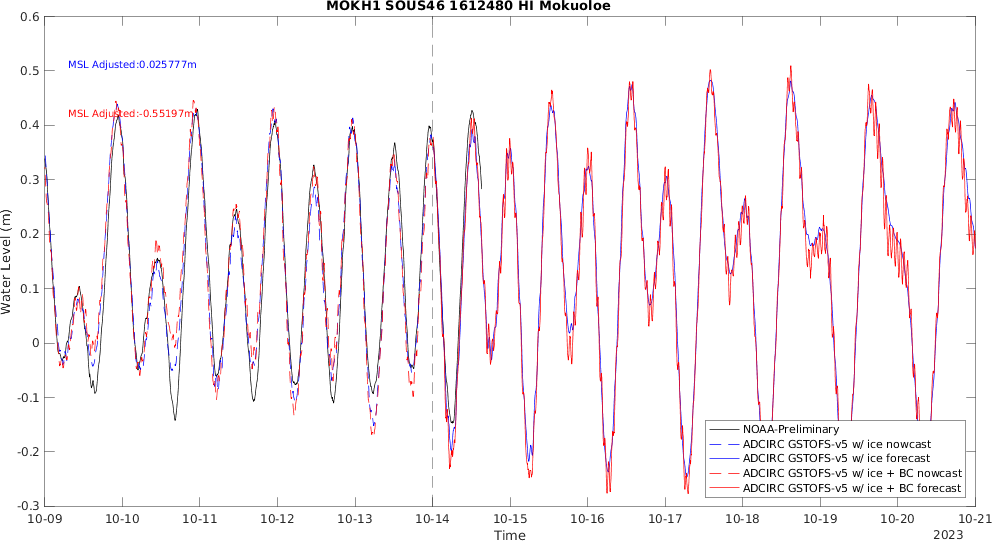 MOKH1 SOUS46 1612480 HI Mokuoloe
0.6
0.5
0.4
0.3
0.2
0.1
0
-0.1
-0.2
-0.3
Water Level (m)
MSL Adjusted:0.025777m
MSL Adjusted:-0.55197m
NOAA-Preliminary
ADCIRC GSTOFS-v5 w/ ice nowcast
ADCIRC GSTOFS-v5 w/ ice forecast
ADCIRC GSTOFS-v5 w/ ice + BC nowcast
ADCIRC GSTOFS-v5 w/ ice + BC forecast
10-09 10-10 10-11 10-12 10-13 10-14 10-15 10-16 10-17 10-18 10-19 10-20 10-21
Time
2023